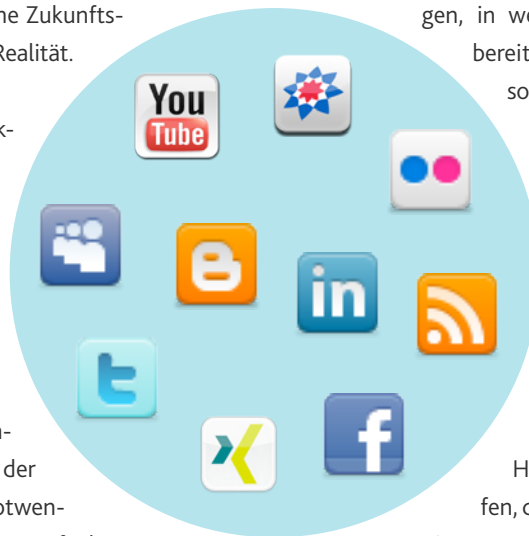 ne Zukunfts-
Realität.
k-
n-
der
otwen-
You
Tube
in
t
f
gen, in we
bereit
so
H
fen, d